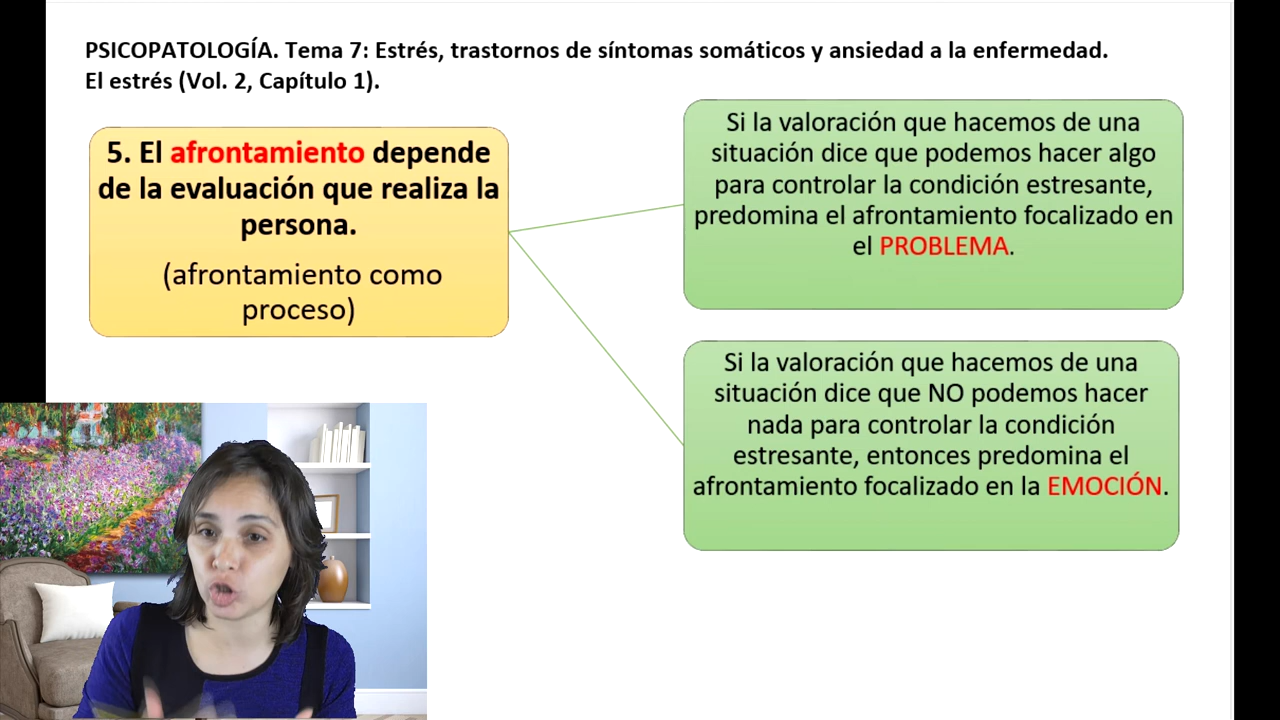 PSICOPATOLOGÍA. Tema 7: Estrés, trastornos de síntomas somáticos y ansiedad a la enfermedad.
El estrés (Vol. 2, Capítulo 1).
5. El afrontamiento depende
de la evaluación que realiza la
persona.
(afrontamiento como
proceso)
Si la valoración que hacemos de una
situación dice que podemos hacer algo
para controlar la condición estresante,
predomina el afrontamiento focalizado en
el PROBLEMA.
Si la valoración que hacemos de una
situación dice que NO podemos hacer
nada para controlar la condición
estresante, entonces predomina el
afrontamiento focalizado en la EMOCIÓN.